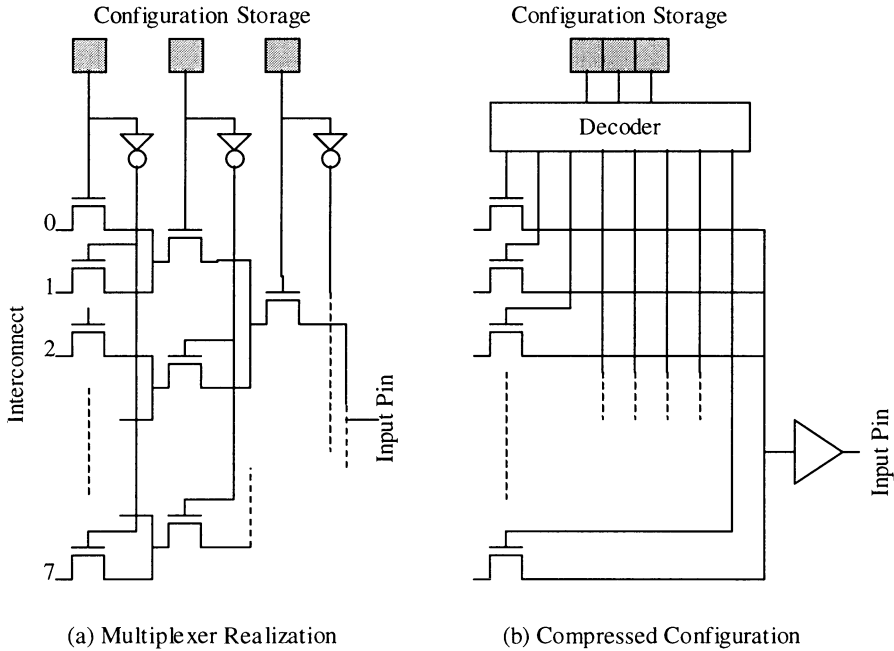 Configuration Storage
Configuration Storage
Decoder
0
1
2
7
Interconnect
Input Pin
Input Pin
(a) Multiplexer Realization
(b) Compressed Configuration